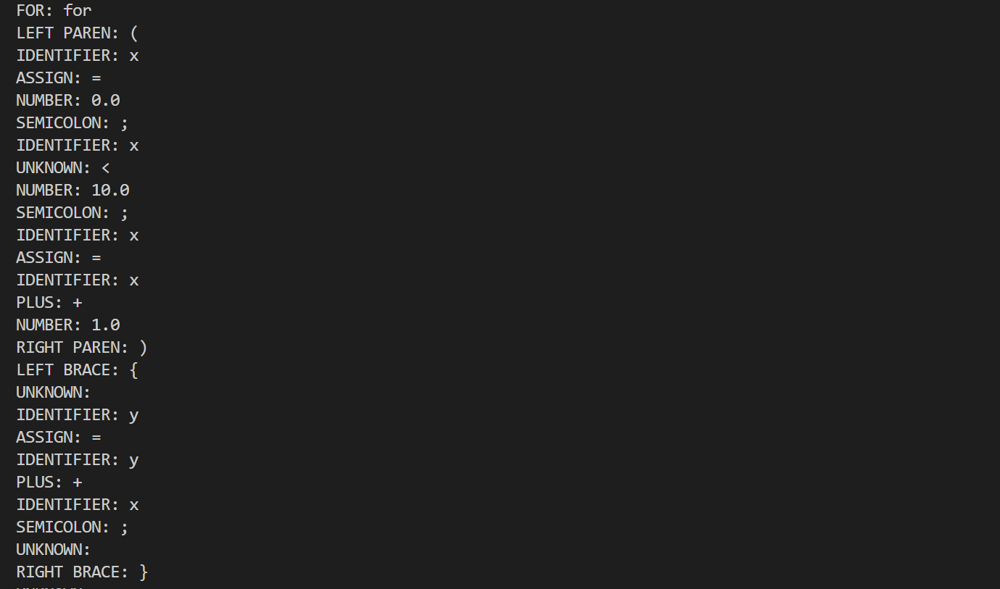 FOR: for
LEFT PAREN: (
IDENTIFIER: x
ASSIGN: =
NUMBER: 0.0
SEMICOLON: ;
IDENTIFIER: x
UNKNOWN: <
NUMBER: 10.0
SEMICOLON: ;
IDENTIFIER: x
ASSIGN: =
IDENTIFIER: x
PLUS: +
NUMBER: 1.0
RIGHT PAREN: )
LEFT BRACE: {
UNKNOWN:
IDENTIFIER: y
ASSIGN: =
IDENTIFIER: y
PLUS: +
IDENTIFIER: x
SEMICOLON: ;
UNKNOWN:
RIGHT BRACE: }